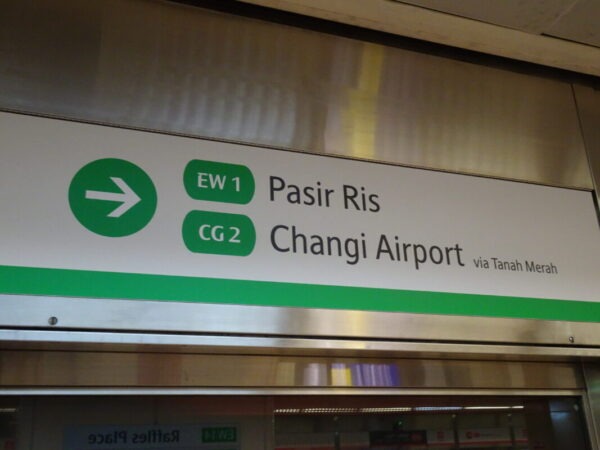 EW 1 Pasir Ris
CG 2 Changi Airport via Tanah Merah
Raffles Place EW14